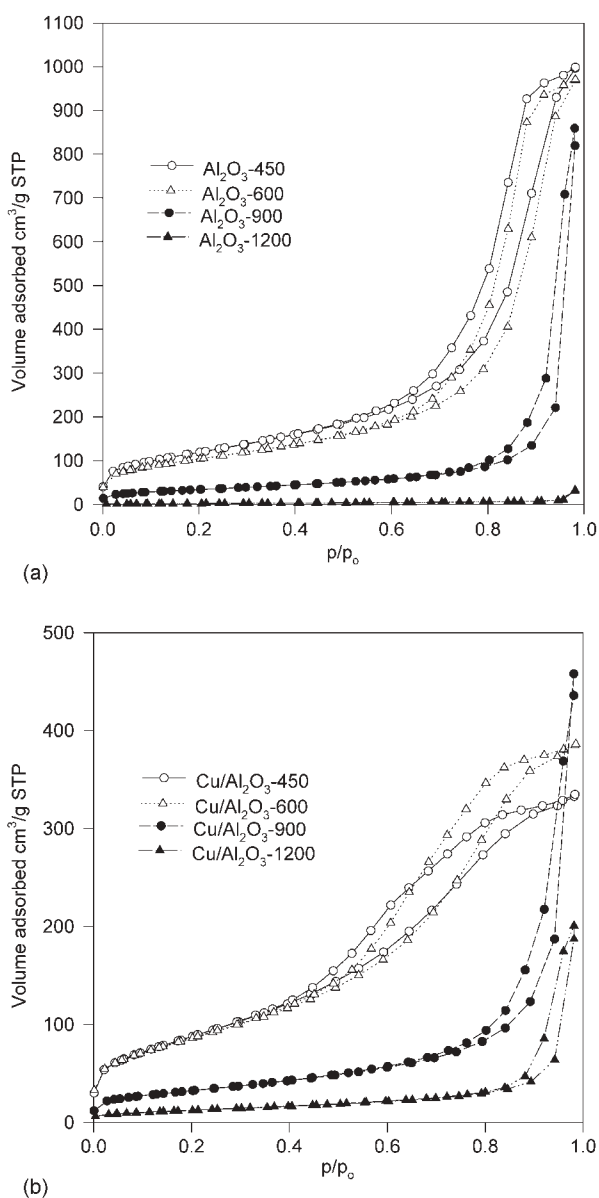 1100
1000
900
800
700
600
500
400
300
200
100
0
Volume adsorbed cm³/g STP
Al₂O₃-450
Al₂O₃-600
Al₂O₃-900
Al₂O₃-1200
0.0 0.2 0.4 0.6 0.8 1.0
p/pₒ
(a)
500
400
300
200
100
0
Volume adsorbed cm³/g STP
Cu/Al₂O₃-450
Cu/Al₂O₃-600
Cu/Al₂O₃-900
Cu/Al₂O₃-1200
0.0 0.2 0.4 0.6 0.8 1.0
p/pₒ
(b)